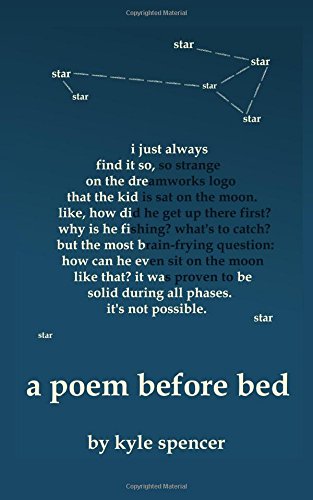 star
star
star
star
star
star
i just always
find it so, so strange
on the dreamworks logo
that the kid is sat on the moon.
like, how did he get up there first?
why is he fishing? what's to catch?
but the most brain-frying question:
how can he even sit on the moon
like that? it was proven to be
solid during all phases.
it's not possible.
star
star
a poem before bed
by kyle spencer